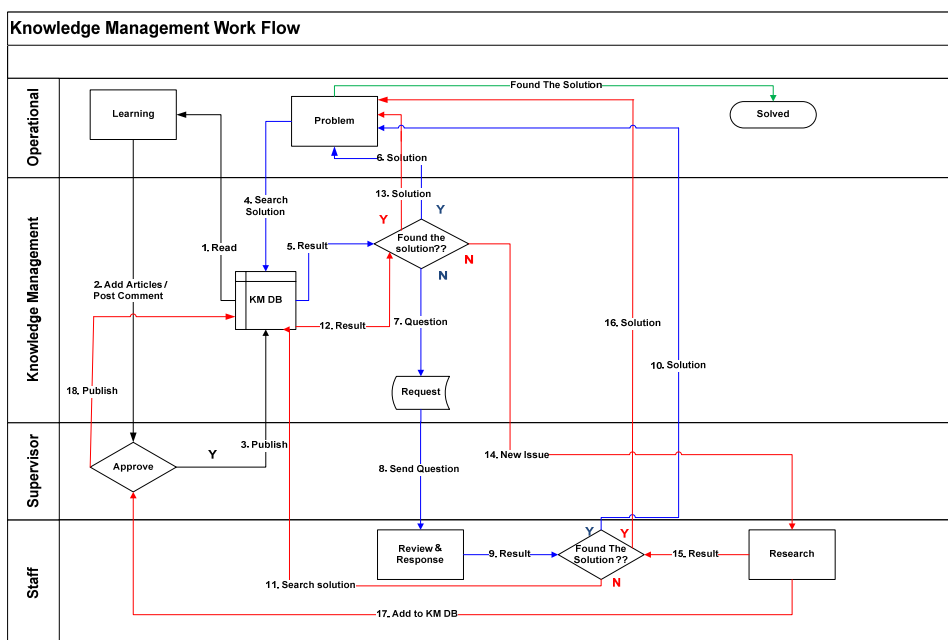 Knowledge Management Work Flow
Operational
Learning
Problem
Found The Solution
Solved
6. Solution
4. Search
Solution
13. Solution
Y
Y
Knowledge Management
1. Read
5. Result
Found the
solution??
N
N
2. Add Articles /
Post Comment
KM DB
12. Result
7. Question
16. Solution
10. Solution
18. Publish
Request
Supervisor
3. Publish
Y
Approve
8. Send Question
14. New Issue
Staff
Review &
Response
9. Result
Y
Y
Found The
Solution ??
15. Result
Research
11. Search solution
N
17. Add to KM DB